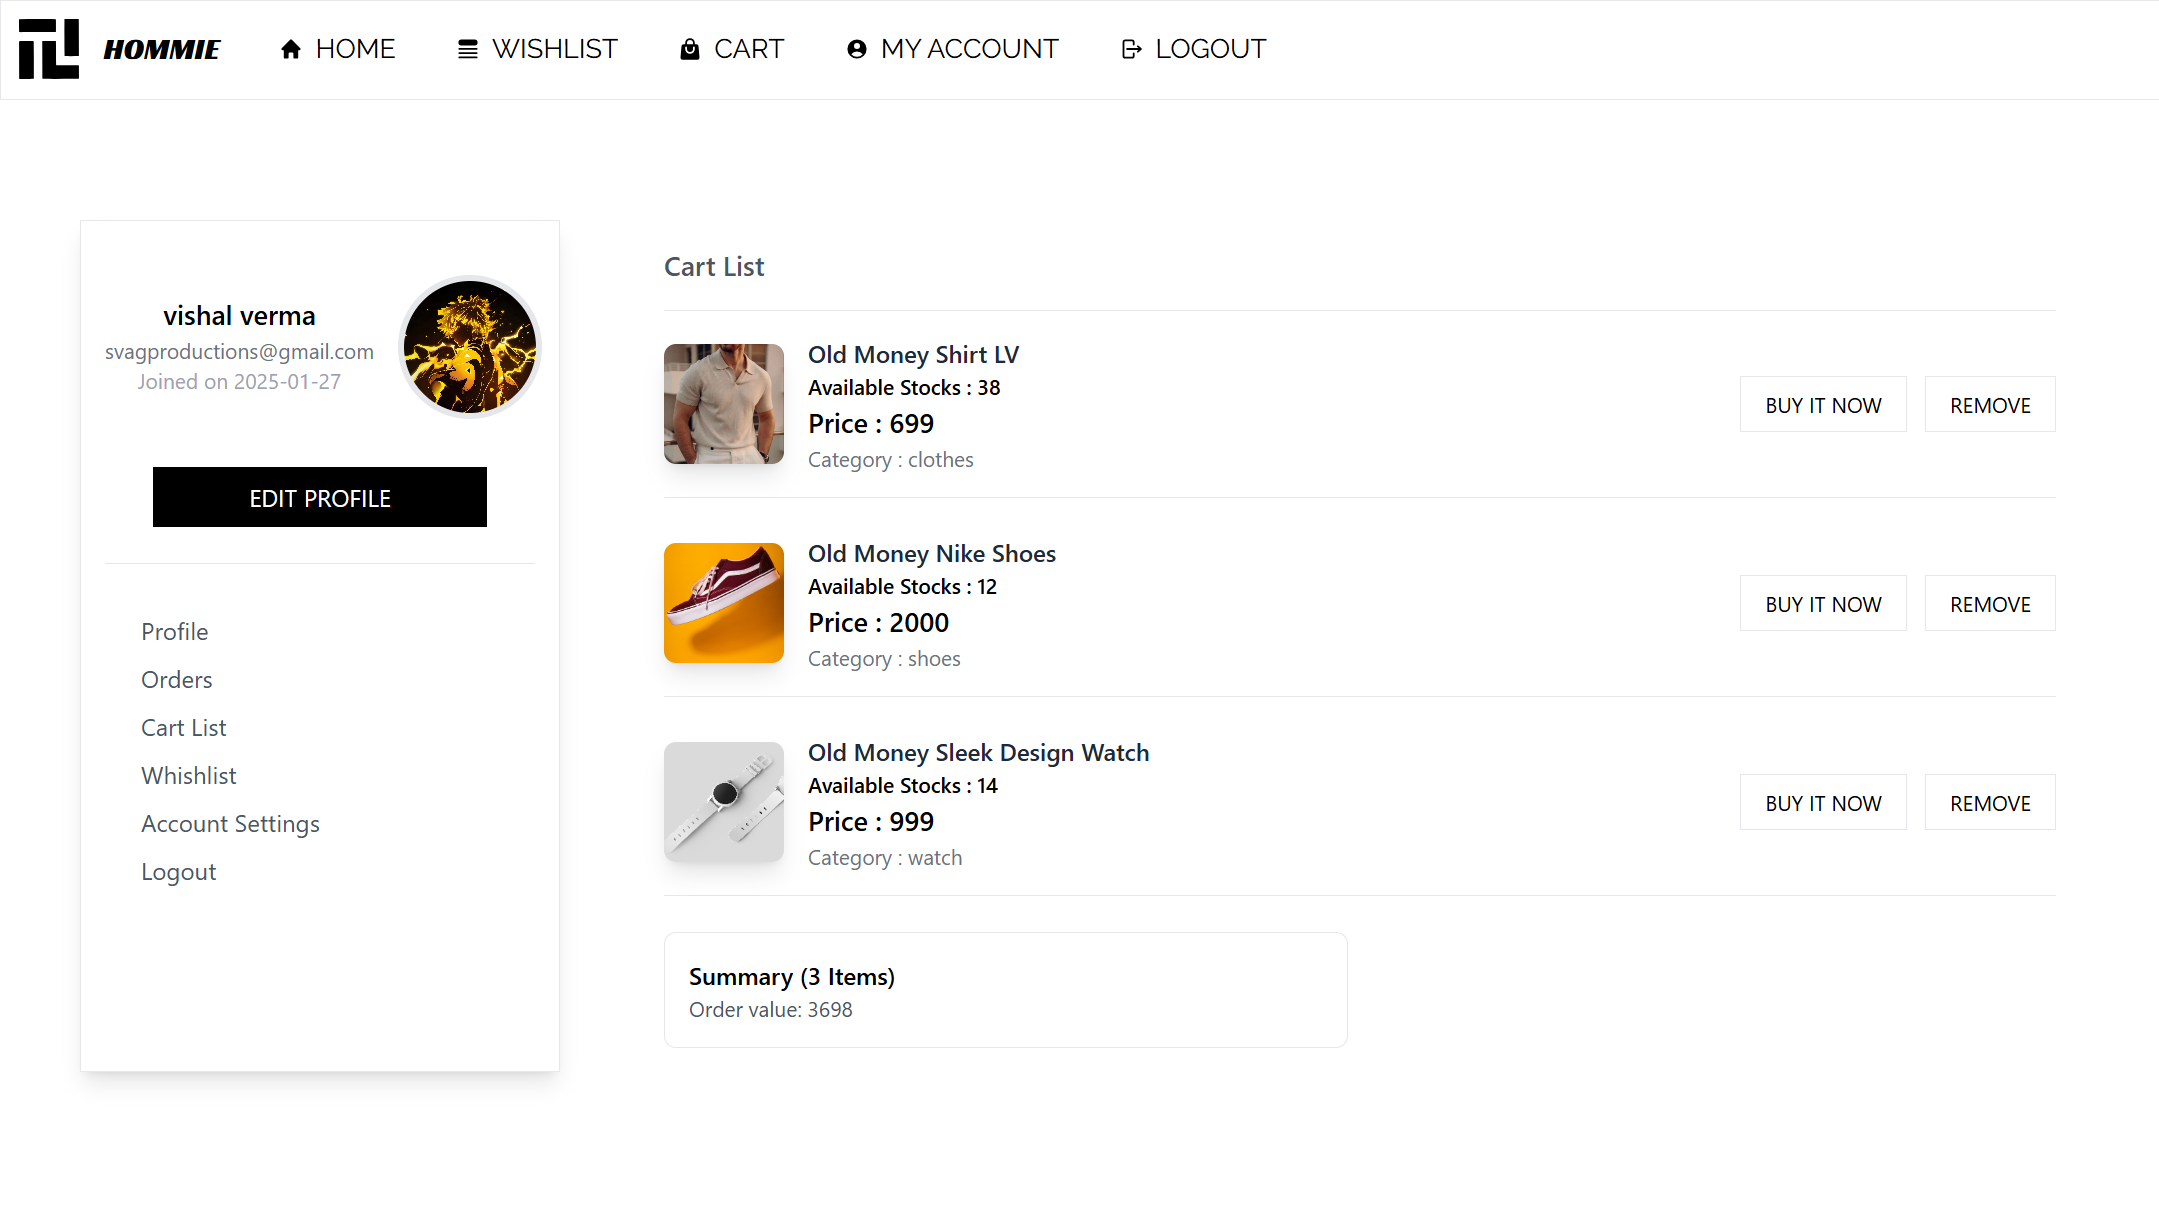 HOMMIE
HOME
WISHLIST
CART
MY ACCOUNT
LOGOUT
vishal verma
svagproductions@gmail.com
Joined on 2025-01-27
EDIT PROFILE
Profile
Orders
Cart List
Whishlist
Account Settings
Logout
Cart List
Old Money Shirt LV
Available Stocks : 38
Price : 699
Category : clothes
BUY IT NOW
REMOVE
Old Money Nike Shoes
Available Stocks : 12
Price : 2000
Category : shoes
BUY IT NOW
REMOVE
Old Money Sleek Design Watch
Available Stocks : 14
Price : 999
Category : watch
BUY IT NOW
REMOVE
Summary (3 Items)
Order value: 3698